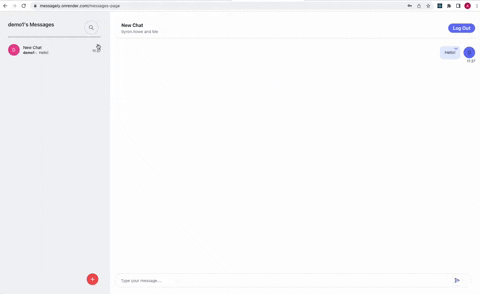 messagely.onrender.com/messages-page
A
demo1's Messages
New Chat
demo1: Hello!
New Chat
byron.howe and lee
Log Out
Hello!
11:37
Type your message...